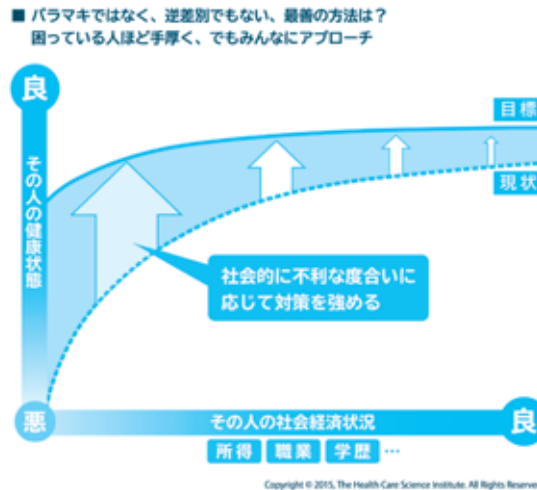 ■ バラマキではなく、逆差別でもない、最善の方法は？
困っている人ほど手厚く、でもみんなにアプローチ
良
目標
その人の健康状態
現状
社会的に不利な度合いに
応じて対策を強める
悪
その人の社会経済状況
良
所得 職業 学歴 …
Copyright © 2015, The Health Care Science Institute. All Rights Reserve